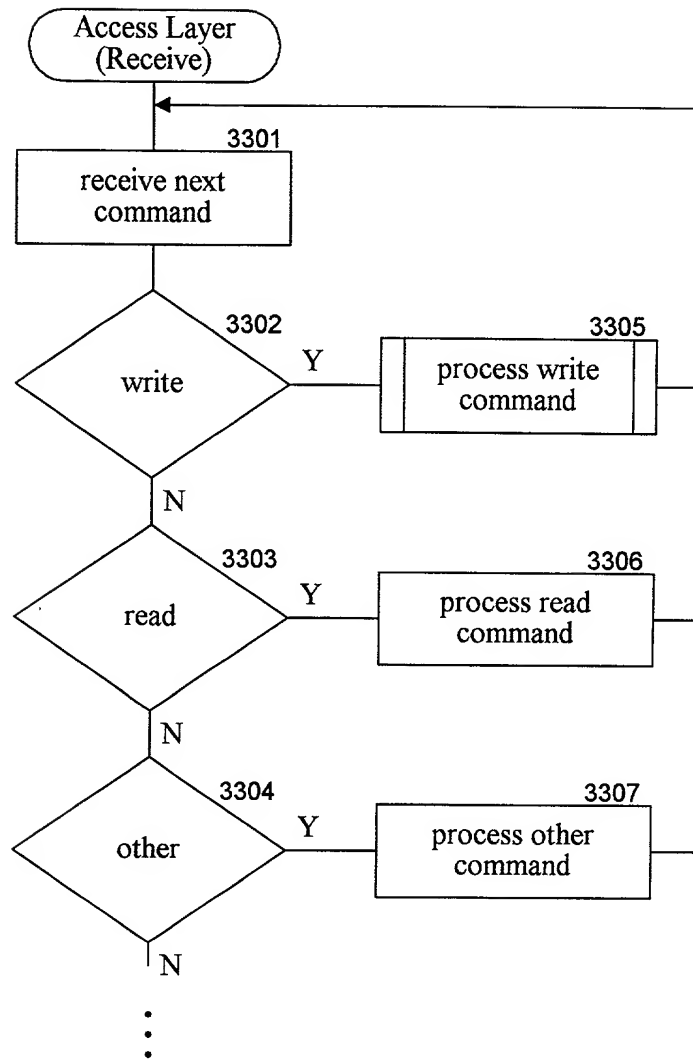 Access Layer
(Receive)
3301
receive next
command
3302
write
Y
3305
process write
command
N
3303
read
Y
3306
process read
command
N
3304
other
Y
3307
process other
command
N